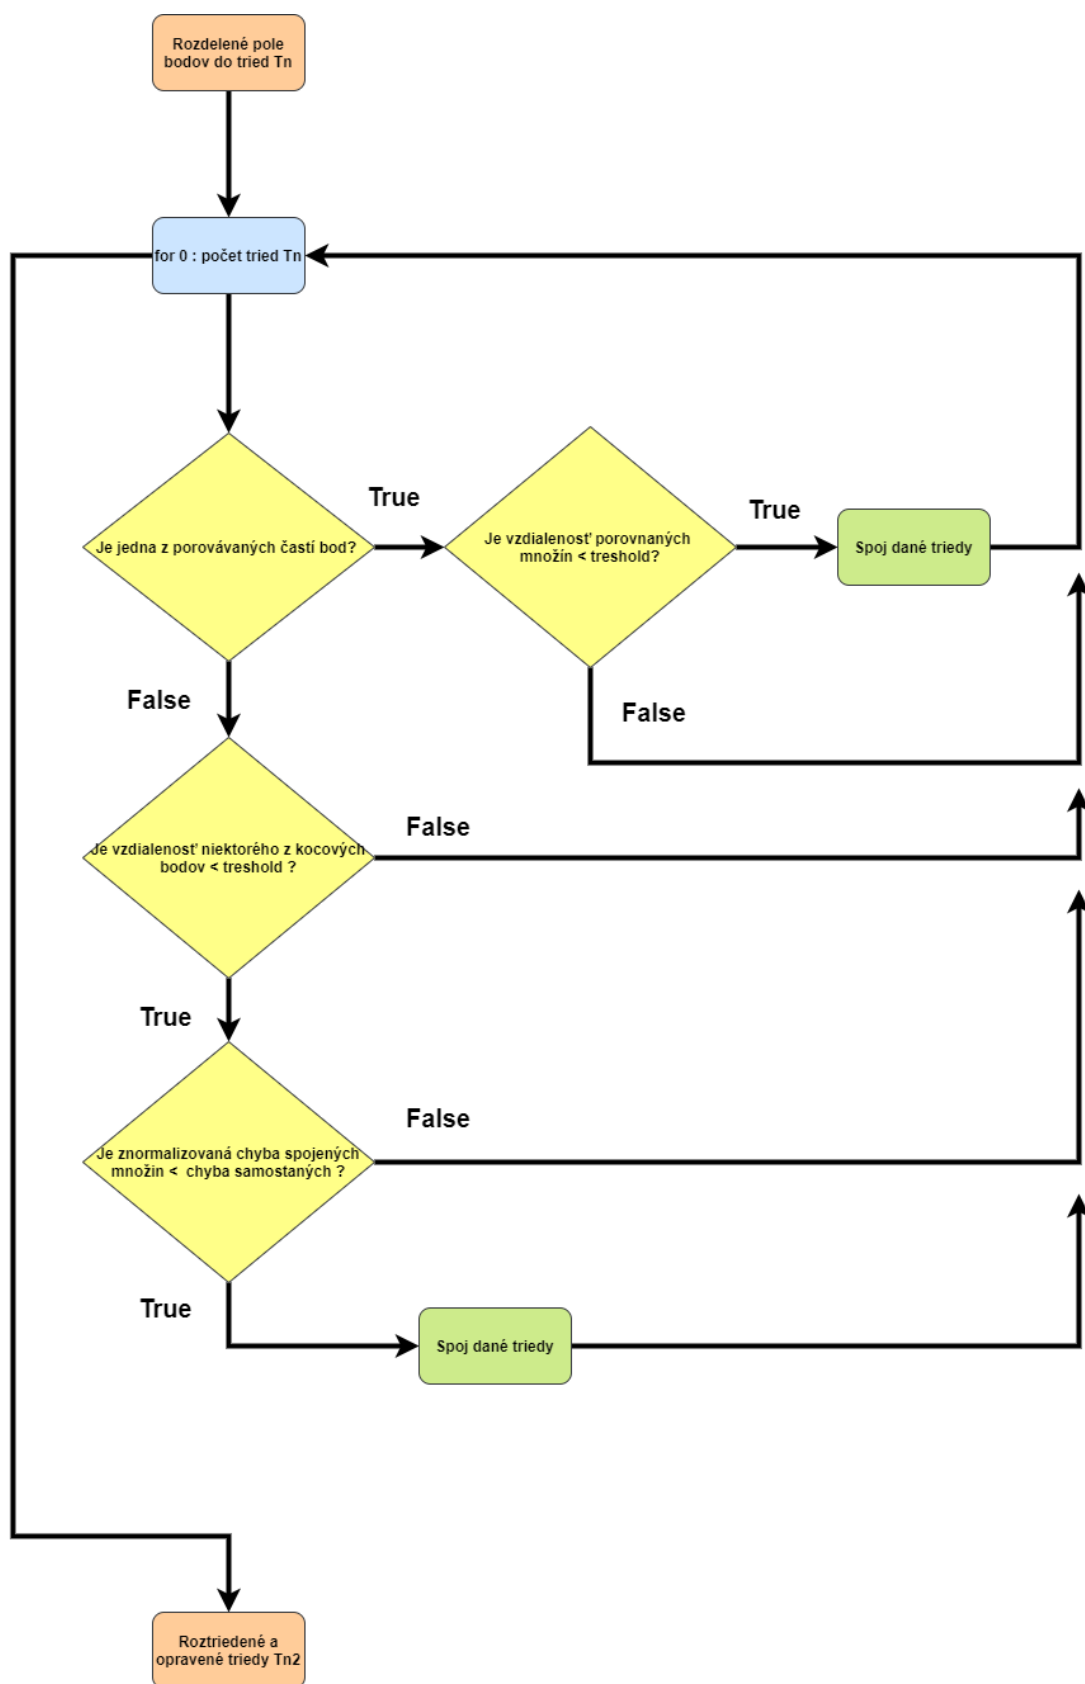 Rozdelené pole
bodov do tried Tn
for 0 : počet tried Tn
Je jedna z porovávaných častí bod?
True
Je vzdialenosť porovnaných
množín < treshold?
True
Spoj dané triedy
False
False
Je vzdialenosť niektorého z kocových
bodov < treshold ?
False
True
Je znormalizovaná chyba spojených
množin < chyba samostaných ?
False
True
Spoj dané triedy
Roztriedené a
opravené triedy Tn2